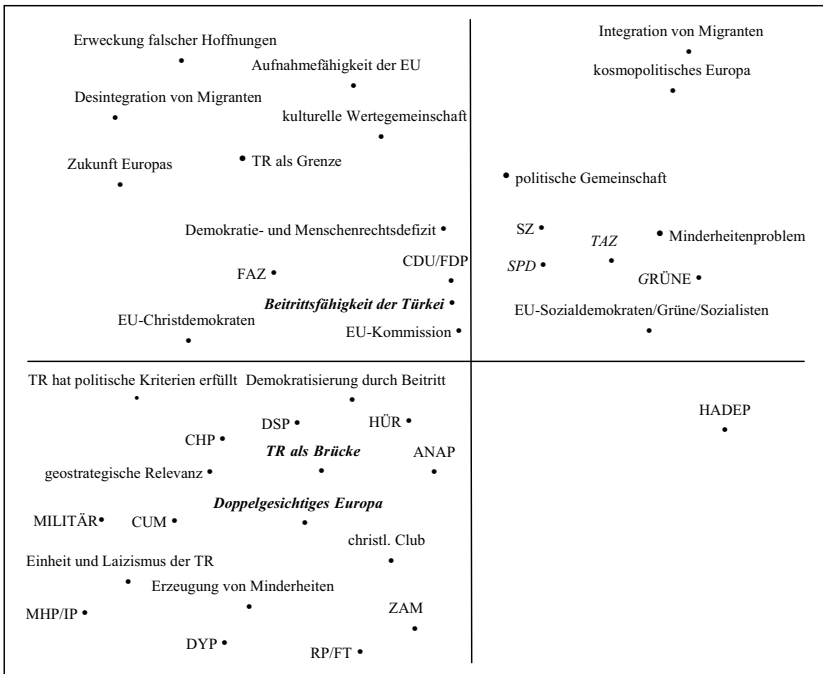 Erweckung falscher Hoffnungen
Integration von Migranten
Aufnahmefähigkeit der EU
kosmopolitisches Europa
Desintegration von Migranten
kulturelle Wertegemeinschaft
Zukunft Europas
TR als Grenze
politische Gemeinschaft
Demokratie- und Menschenrechtsdefizit
SZ
TAZ
Minderheitenproblem
FAZ
CDU/FDP
SPD
GRÜNE
Beitrittsfähigkeit der Türkei
EU-Sozialdemokraten/Grüne/Sozialisten
EU-Christdemokraten
EU-Kommission
TR hat politische Kriterien erfüllt
Demokratisierung durch Beitritt
HADEP
DSP
HÜR
CHP
TR als Brücke
ANAP
geostrategische Relevanz
Doppelgesichtiges Europa
MILITÄR
CUM
christl. Club
Einheit und Laizismus der TR
Erzeugung von Minderheiten
MHP/IP
ZAM
DYP
RP/FT